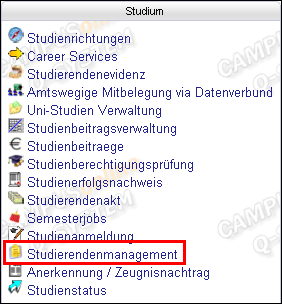 Studium
Studienrichtungen
Career Services
Studierendenevidenz
Amtswegige Mitbelegung via Datenverbund
Uni-Studien Verwaltung
Studienbeitragsverwaltung
Studienbeitraege
Studienberechtigungsprüfung
Studienerfolgsnachweis
Studierendenakt
Semesterjobs
Studienanmeldung
Studierendenmanagement
Anerkennung / Zeugnisnachtrag
Studienstatus